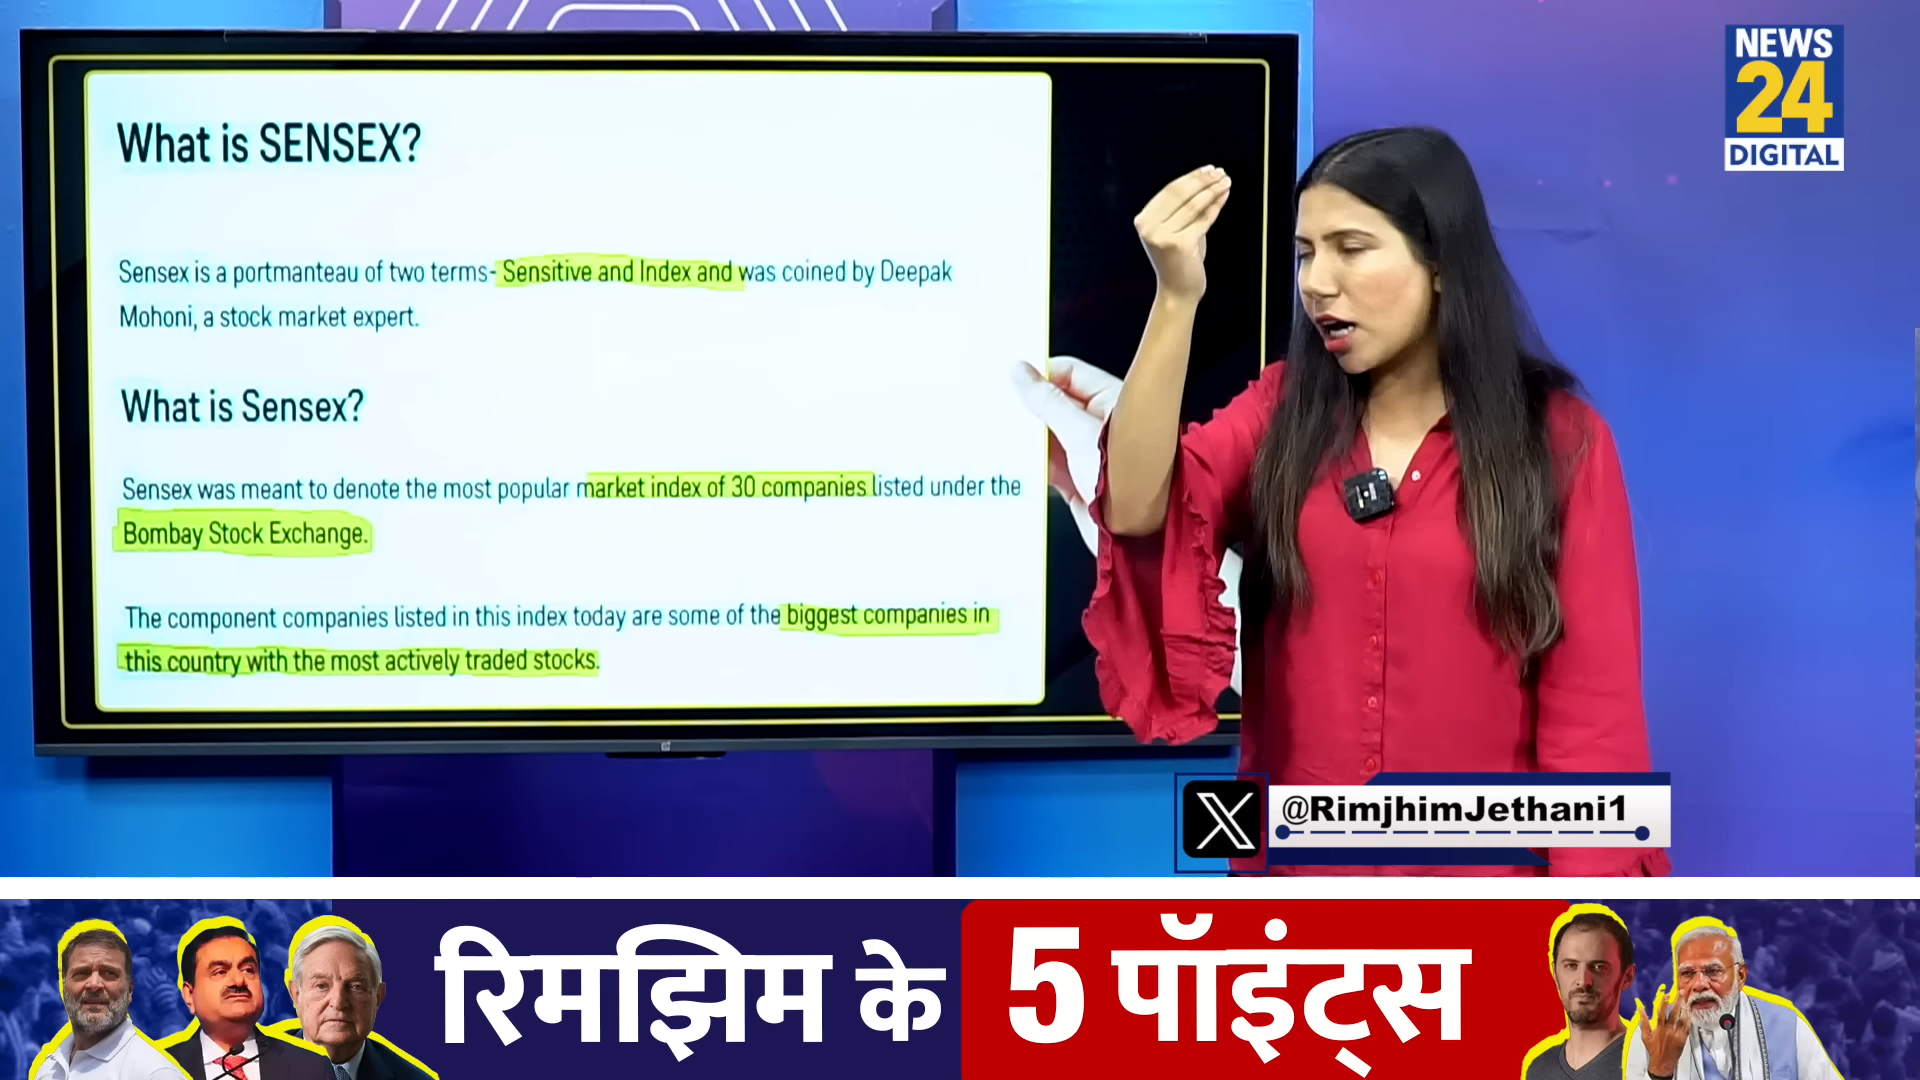 What is SENSEX?
Sensex is a portmanteau of two terms- Sensitive and Index and was coined by Deepak
Mohoni, a stock market expert.
What is Sensex?
Sensex was meant to denote the most popular market index of 30 companies listed under the
Bombay Stock Exchange.
The component companies listed in this index today are some of the biggest companies in
this country with the most actively traded stocks.
NEWS
24
DIGITAL
@RimjhimJethani1
रिमझिम के 5 पॉइंट्स